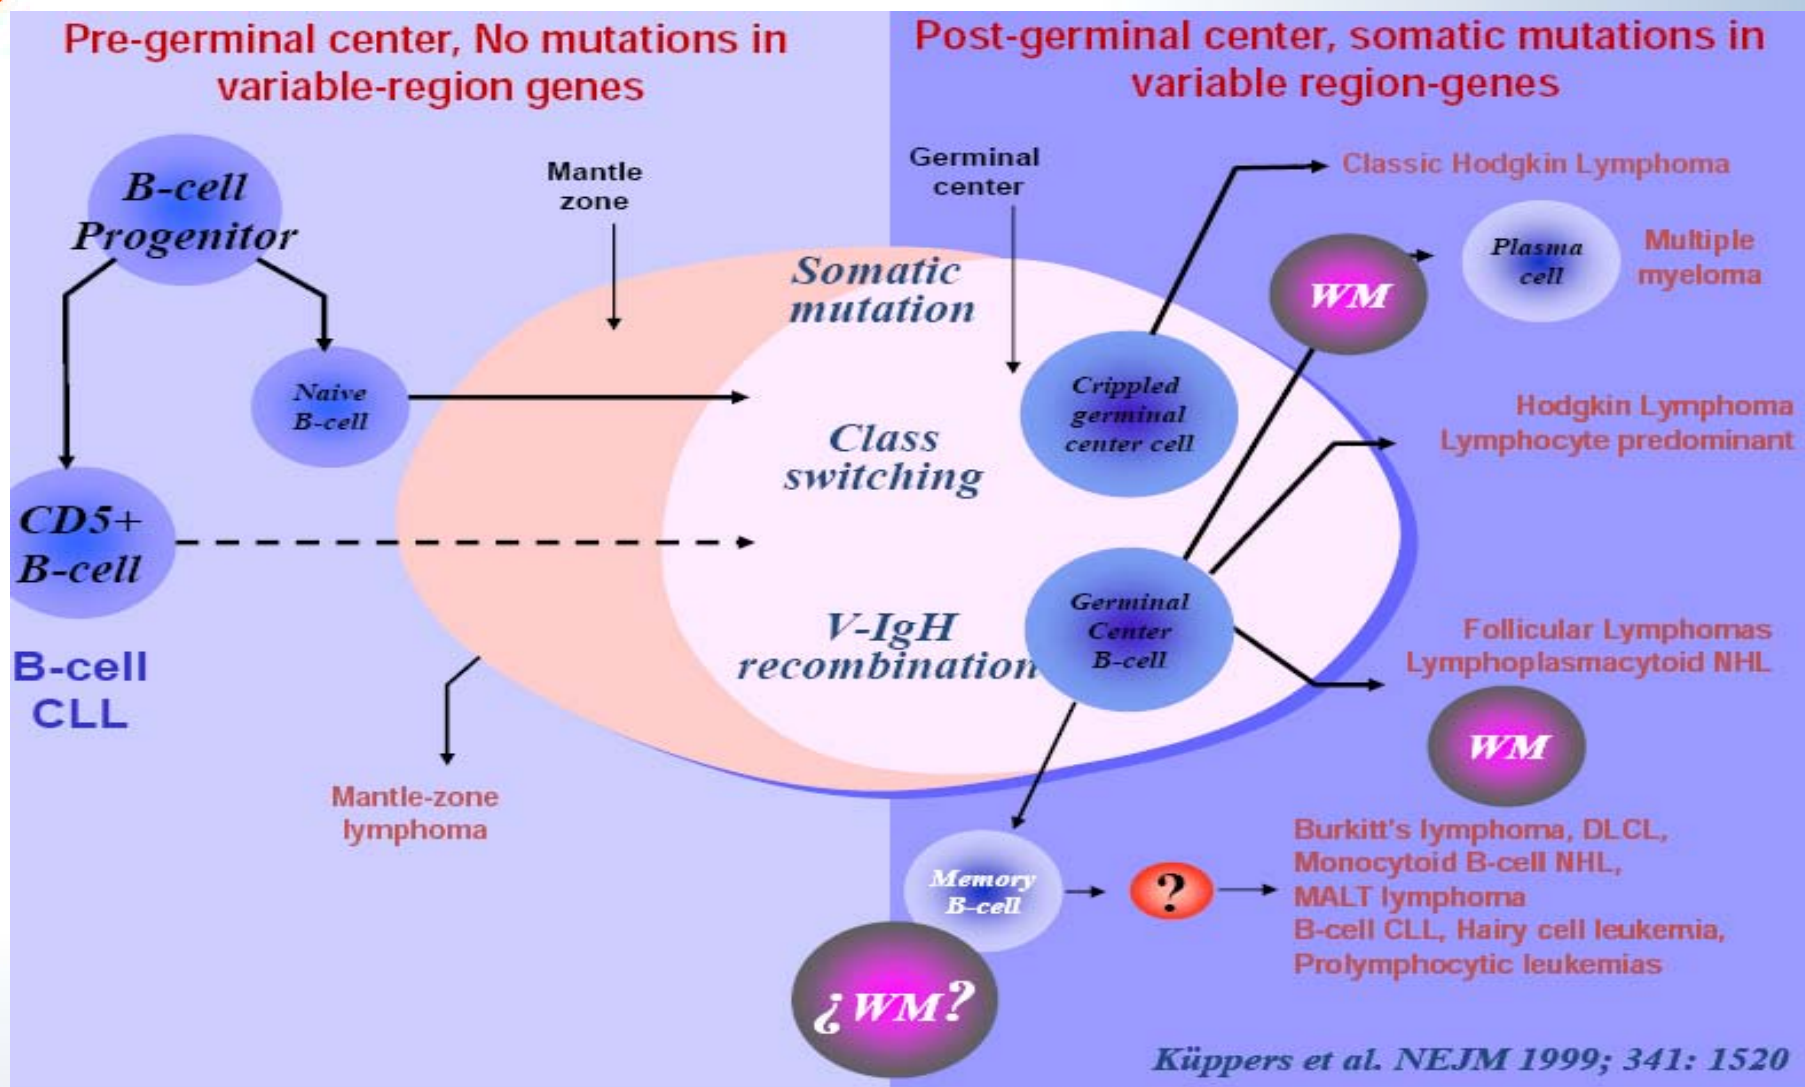 Pre-germinal center, No mutations in
variable-region genes
Post-germinal center, somatic mutations in
variable region-genes
B-cell
Progenitor
Mantle
zone
Germinal
center
Classic Hodgkin Lymphoma
WM
Plasma
cell
Multiple
myeloma
Somatic
mutation
Naive
B-cell
Crippled
germinal
center cell
Class
switching
Hodgkin Lymphoma
Lymphocyte predominant
CD5+
B-cell
B-cell
CLL
V-IgH
recombination
Germinal
Center
B-cell
Follicular Lymphomas
Lymphoplasmacytoid NHL
WM
Mantle-zone
lymphoma
Memory
B-cell
?
Burkitt's lymphoma, DLCL,
Monocytoid B-cell NHL,
MALT lymphoma
B-cell CLL, Hairy cell leukemia,
Prolymphocytic leukemias
¿WM?
Küppers et al. NEJM 1999; 341: 1520